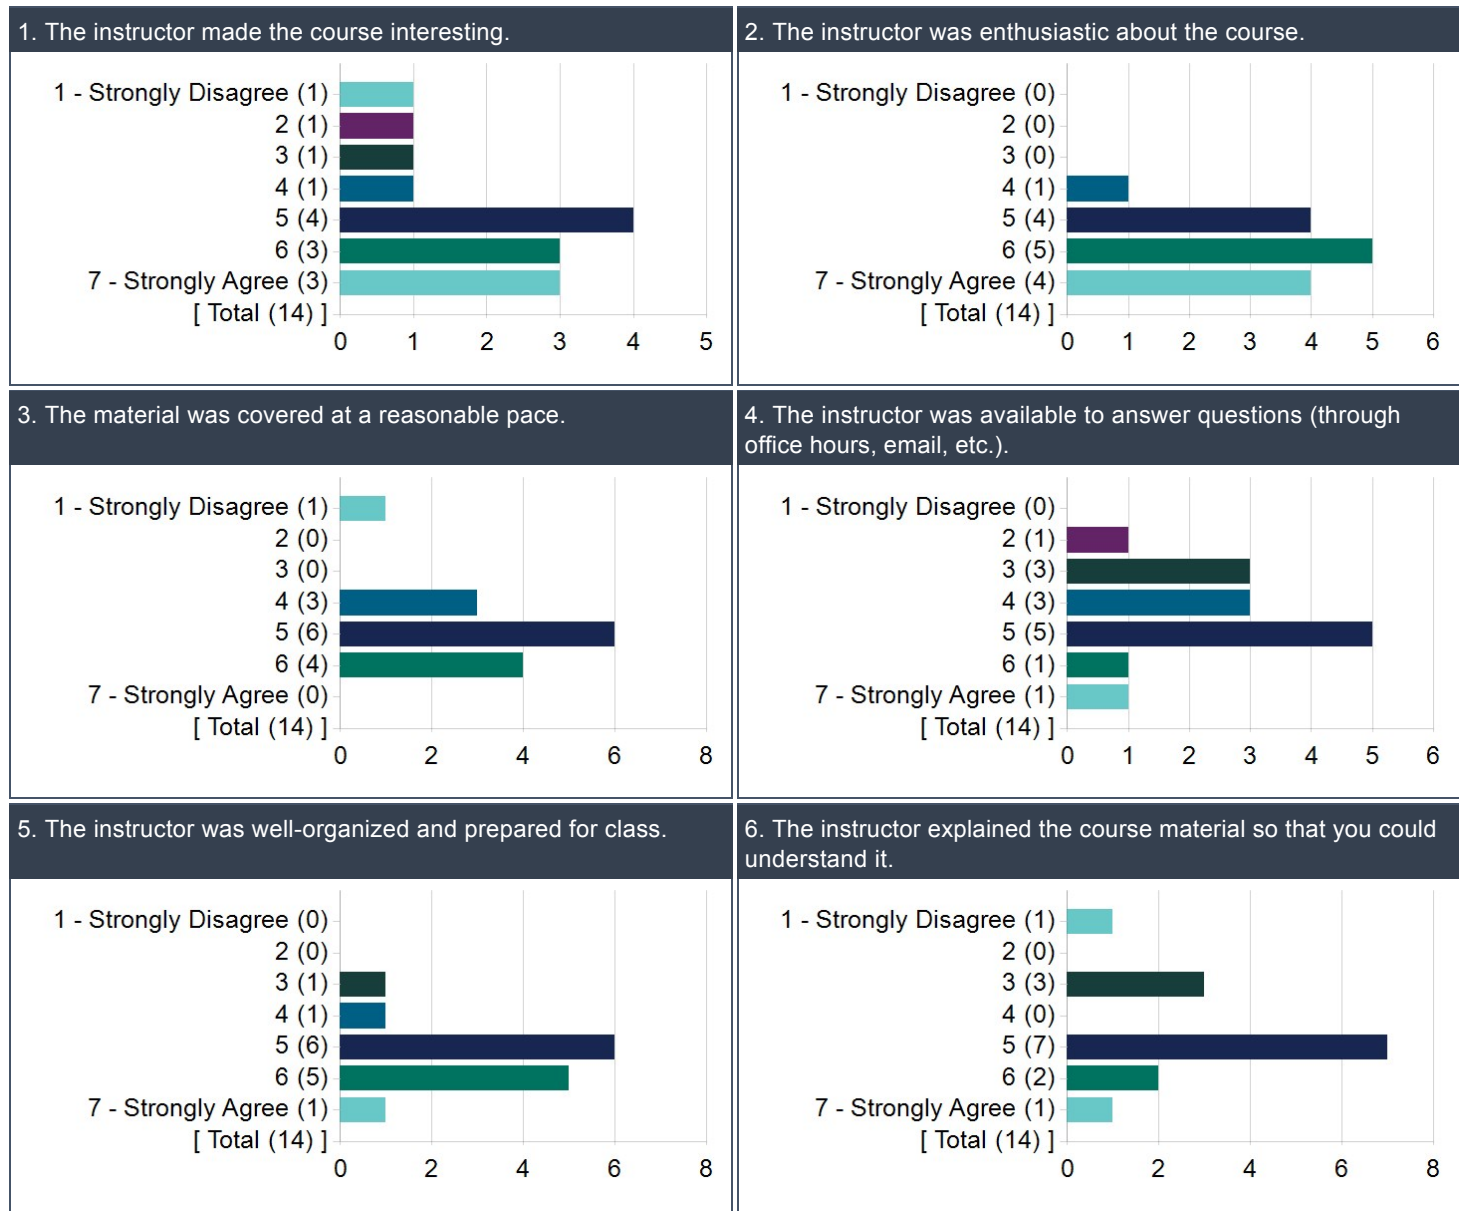 1. The instructor made the course interesting.
1 - Strongly Disagree (1)
2 (1)
3 (1)
4 (1)
5 (4)
6 (3)
7 - Strongly Agree (3)
[ Total (14) ]
0 1 2 3 4 5
2. The instructor was enthusiastic about the course.
1 - Strongly Disagree (0)
2 (0)
3 (0)
4 (1)
5 (4)
6 (5)
7 - Strongly Agree (4)
[ Total (14) ]
0 1 2 3 4 5 6
3. The material was covered at a reasonable pace.
1 - Strongly Disagree (1)
2 (0)
3 (0)
4 (3)
5 (6)
6 (4)
7 - Strongly Agree (0)
[ Total (14) ]
0 2 4 6 8
4. The instructor was available to answer questions (through
office hours, email, etc.).
1 - Strongly Disagree (0)
2 (1)
3 (3)
4 (3)
5 (5)
6 (1)
7 - Strongly Agree (1)
[ Total (14) ]
0 1 2 3 4 5 6
5. The instructor was well-organized and prepared for class.
1 - Strongly Disagree (0)
2 (0)
3 (1)
4 (1)
5 (6)
6 (5)
7 - Strongly Agree (1)
[ Total (14) ]
0 2 4 6 8
6. The instructor explained the course material so that you could
understand it.
1 - Strongly Disagree (1)
2 (0)
3 (3)
4 (0)
5 (7)
6 (2)
7 - Strongly Agree (1)
[ Total (14) ]
0 2 4 6 8